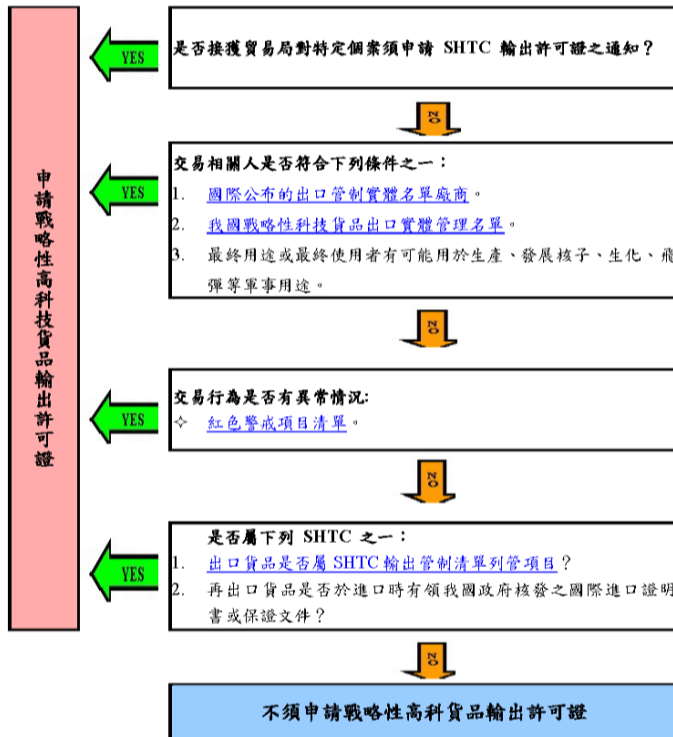 是否接獲貿易局對特定個案須申請 SHTC 輸出許可證之通知？
YES
NO
交易相關人是否符合下列條件之一：
1. 國際公布的出口管制實體名單廠商。
2. 我國戰略性科技貨品出口實體管理名單。
3. 最終用途或最終使用者有可能用於生產、發展核子、生化、飛
彈等軍事用途。
YES
NO
申請戰略性高科技貨品輸出許可證
交易行為是否有異常情況:
✧ 紅色警戒項目清單。
YES
NO
是否屬下列 SHTC 之一：
1. 出口貨品是否屬 SHTC 輸出管制清單列管項目？
2. 再出口貨品是否於進口時有領我國政府核發之國際進口證明
書或保證文件？
YES
NO
不須申請戰略性高科貨品輸出許可證